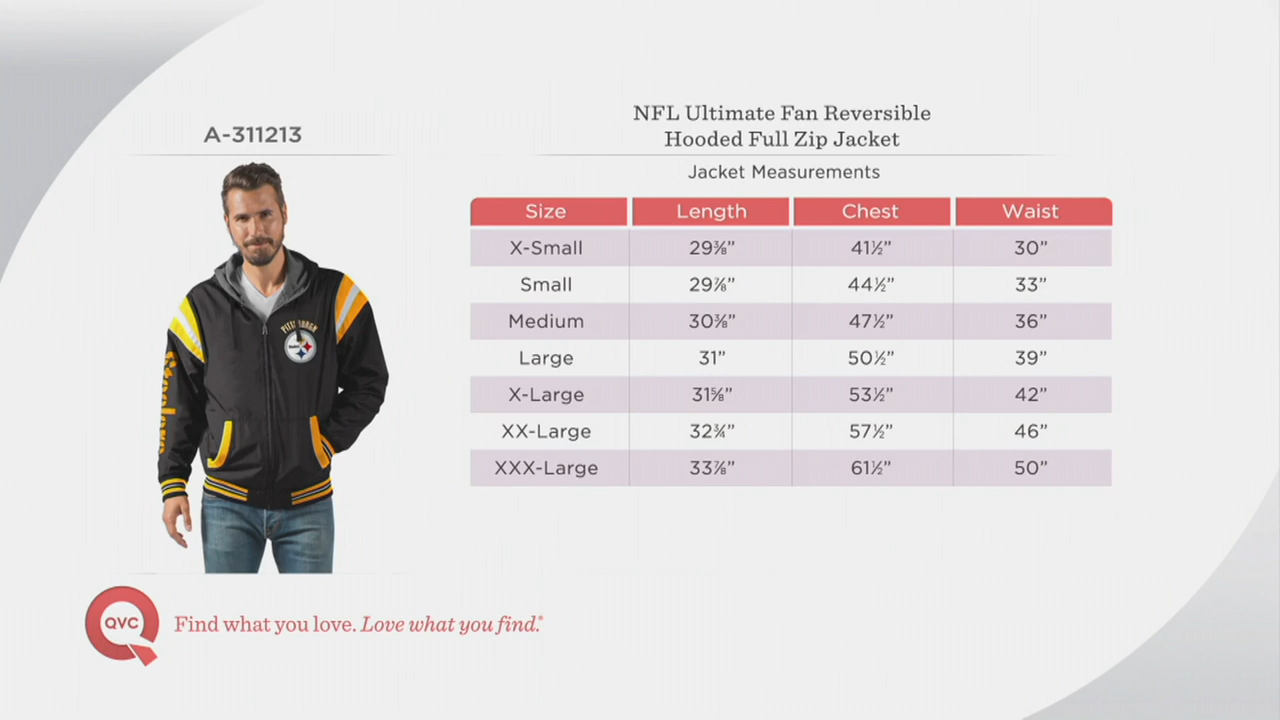 A-311213
NFL Ultimate Fan Reversible
Hooded Full Zip Jacket
Jacket Measurements
Size Length Chest Waist
X-Small 29⅜” 41½” 30”
Small 29⅞” 44½” 33”
Medium 30⅜” 47½” 36”
Large 31” 50½” 39”
X-Large 31⅝” 53½” 42”
XX-Large 32¾” 57½” 46”
XXX-Large 33⅞” 61½” 50”
PITTSBURGH
Steelers
Steelers
QVC Find what you love. Love what you find.®